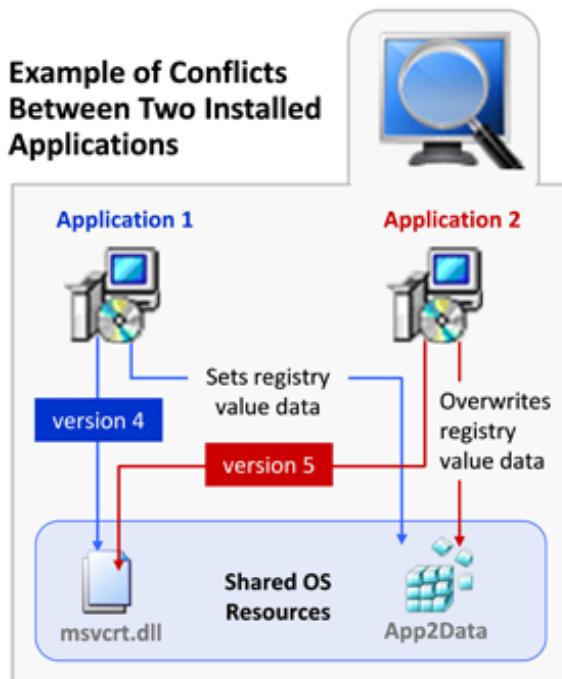 Example of Conflicts
Between Two Installed
Applications
Application 1
Application 2
Sets registry
value data
Overwrites
registry
value data
version 4
version 5
Shared OS
Resources
msvcrt.dll
App2Data